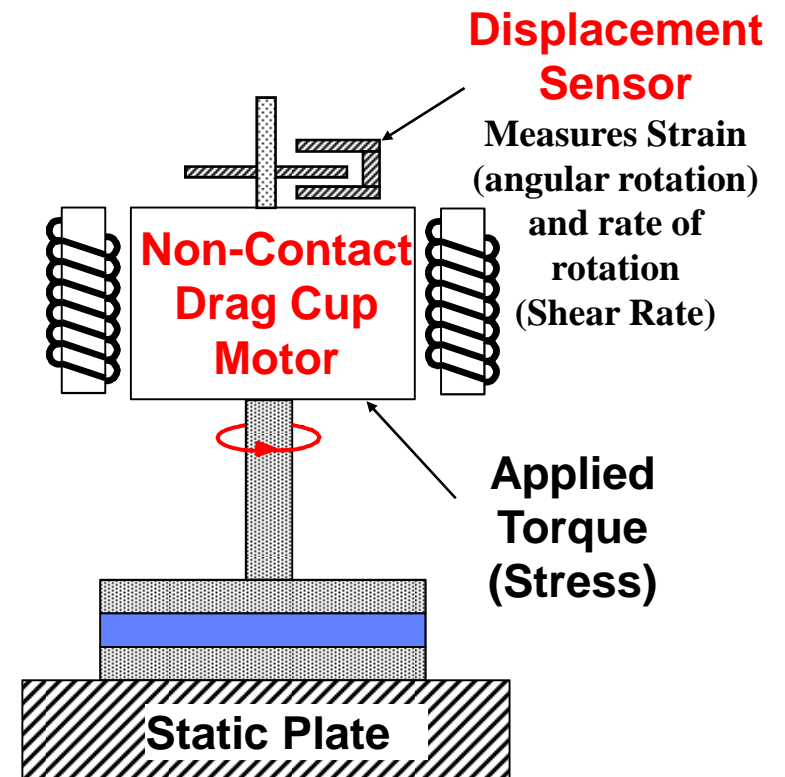 Displacement
Sensor
Measures Strain
(angular rotation)
and rate of
rotation
(Shear Rate)
Non-Contact
Drag Cup
Motor
Applied
Torque
(Stress)
Static Plate